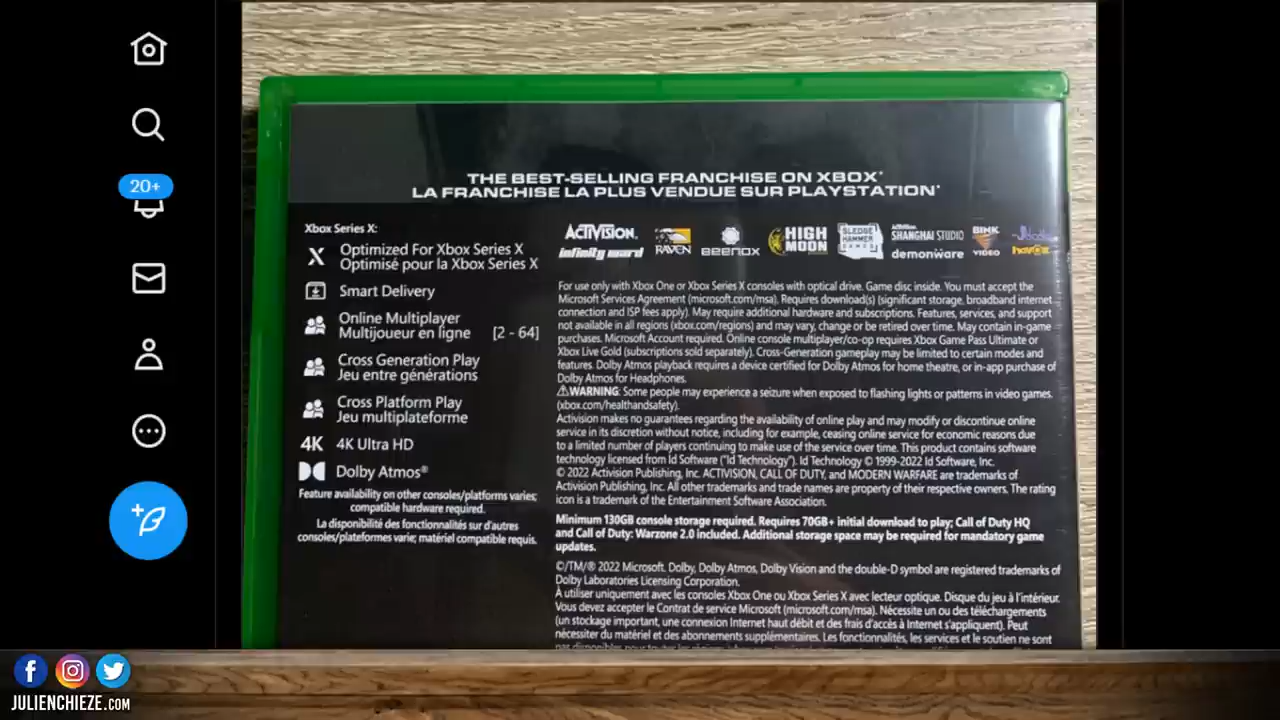 20+
THE BEST-SELLING FRANCHISE ON XBOX*
LA FRANCHISE LA PLUS VENDUE SUR PLAYSTATION*
Xbox Series X:
X Optimized For Xbox Series X
Optimisé pour la Xbox Series X
Smart Delivery
Online Multiplayer
Multijoueur en ligne [2 - 64]
Cross Generation Play
Jeu entre générations
Cross Platform Play
Jeu multiplateforme
4K 4K Ultra HD
Dolby Atmos®
Feature availability on other consoles/platforms varies;
compatible hardware required.
La disponibilité des fonctionnalités sur d'autres
consoles/plateformes varie; matériel compatible requis.
ACTIVISION.
infinity ward
RAVEN
BEENOX
HIGH
MOON
SLEDGE
HAMMER
GAMES
ACTIVISION
SHANGHAI STUDIO
demonware
BINK
VIDEO
havok
For use only with Xbox One or Xbox Series X consoles with optical drive. Game disc inside. You must accept the
Microsoft Services Agreement (microsoft.com/msa). Requires download(s) (significant storage, broadband internet
connection and ISP fees apply). May require additional hardware and subscriptions. Features, services, and support
not available in all regions (xbox.com/regions) and may vary, change or be retired over time. May contain in-game
purchases. Microsoft Account required. Online console multiplayer/co-op requires Xbox Game Pass Ultimate or
Xbox Live Gold (subscriptions sold separately). Cross-Generation gameplay may be limited to certain modes and
features. Dolby Atmos playback requires a device certified for Dolby Atmos for home theatre, or in-app purchase of
Dolby Atmos for Headphones.
⚠WARNING: Some people may experience a seizure when exposed to flashing lights or patterns in video games.
(xbox.com/healthandsafety).
Activision makes no guarantees regarding the availability of online play and may modify or discontinue online
service in its discretion without notice, including for example, ceasing online service for economic reasons due
to a limited number of players continuing to make use of the service over time. This product contains software
technology licensed from Id Software ("Id Technology"). Id Technology © 1999-2022 Id Software, Inc.
© 2022 Activision Publishing, Inc. ACTIVISION, CALL OF DUTY, and MODERN WARFARE are trademarks of
Activision Publishing, Inc. All other trademarks and trade names are property of their respective owners. The rating
icon is a trademark of the Entertainment Software Association.
Minimum 130GB console storage required. Requires 70GB+ initial download to play; Call of Duty HQ
and Call of Duty: Warzone 2.0 included. Additional storage space may be required for mandatory game
updates.
©/TM/® 2022 Microsoft. Dolby, Dolby Atmos, Dolby Vision and the double-D symbol are registered trademarks of
Dolby Laboratories Licensing Corporation.
À utiliser uniquement avec les consoles Xbox One ou Xbox Series X avec lecteur optique. Disque du jeu à l'intérieur.
Vous devez accepter le Contrat de service Microsoft (microsoft.com/msa). Nécessite un ou des téléchargements
(un stockage important, une connexion Internet haut débit et des frais d'accès à Internet s'appliquent). Peut
nécessiter du matériel et des abonnements supplémentaires. Les fonctionnalités, les services et le soutien ne sont
JULIENCHIEZE.COM